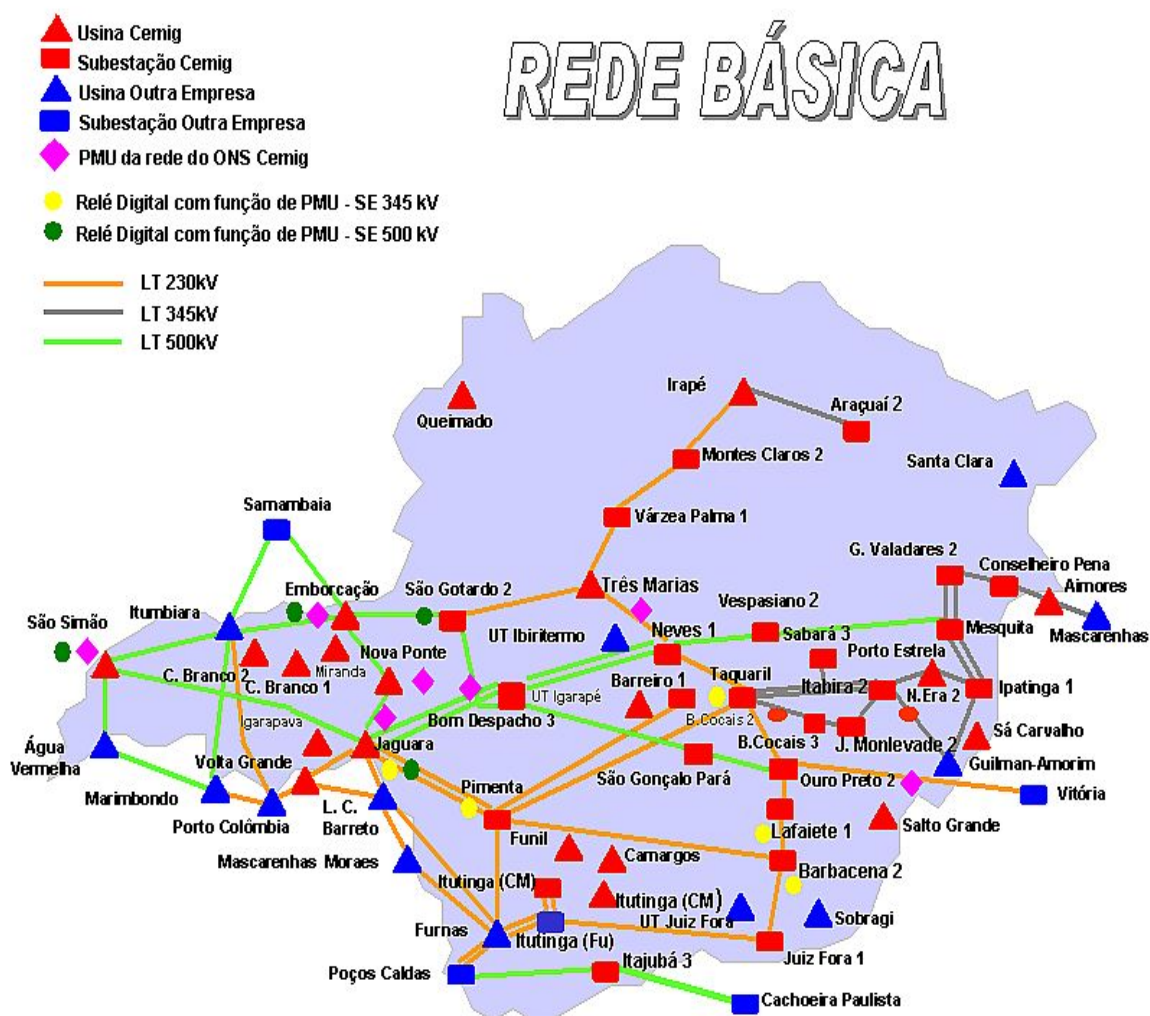 Usina Cemig
Subestação Cemig
Usina Outra Empresa
Subestação Outra Empresa
PMU da rede do ONS Cemig
Relé Digital com função de PMU - SE 345 kV
Relé Digital com função de PMU - SE 500 kV
LT 230kV
LT 345kV
LT 500kV
REDE BÁSICA
Queimado
Irapé
Araçuaí 2
Montes Claros 2
Santa Clara
Várzea Palma 1
Samambaia
G. Valadares 2
Conselheiro Pena
Aimores
Emborcação
São Gotardo 2
Três Marias
Itumbiara
Vespasiano 2
São Simão
UT Ibiritermo
Neves 1
Sabará 3
Mesquita
Mascarenhas
Porto Estrela
C. Branco 2
C. Branco 1
Miranda
Nova Ponte
Taquaril
Barreiro 1
Itabira 2
N.Era 2
Ipatinga 1
UT Igarapé
Igarapava
Bom Despacho 3
B.Cocais 2
Sá Carvalho
Água
Vermelha
Volta Grande
Jaguara
B.Cocais 3
J. Monlevade 2
São Gonçalo Pará
Guilman-Amorim
Ouro Preto 2
Marimbondo
Pimenta
Vitória
Porto Colômbia
L. C.
Barreto
Funil
Lafaiete 1
Salto Grande
Mascarenhas Moraes
Camargos
Barbacena 2
Itutinga (CM)
Itutinga (CM)
UT Juiz Fora
Sobragi
Furnas
Itutinga (Fu)
Juiz Fora 1
Poços Caldas
Itajubá 3
Cachoeira Paulista